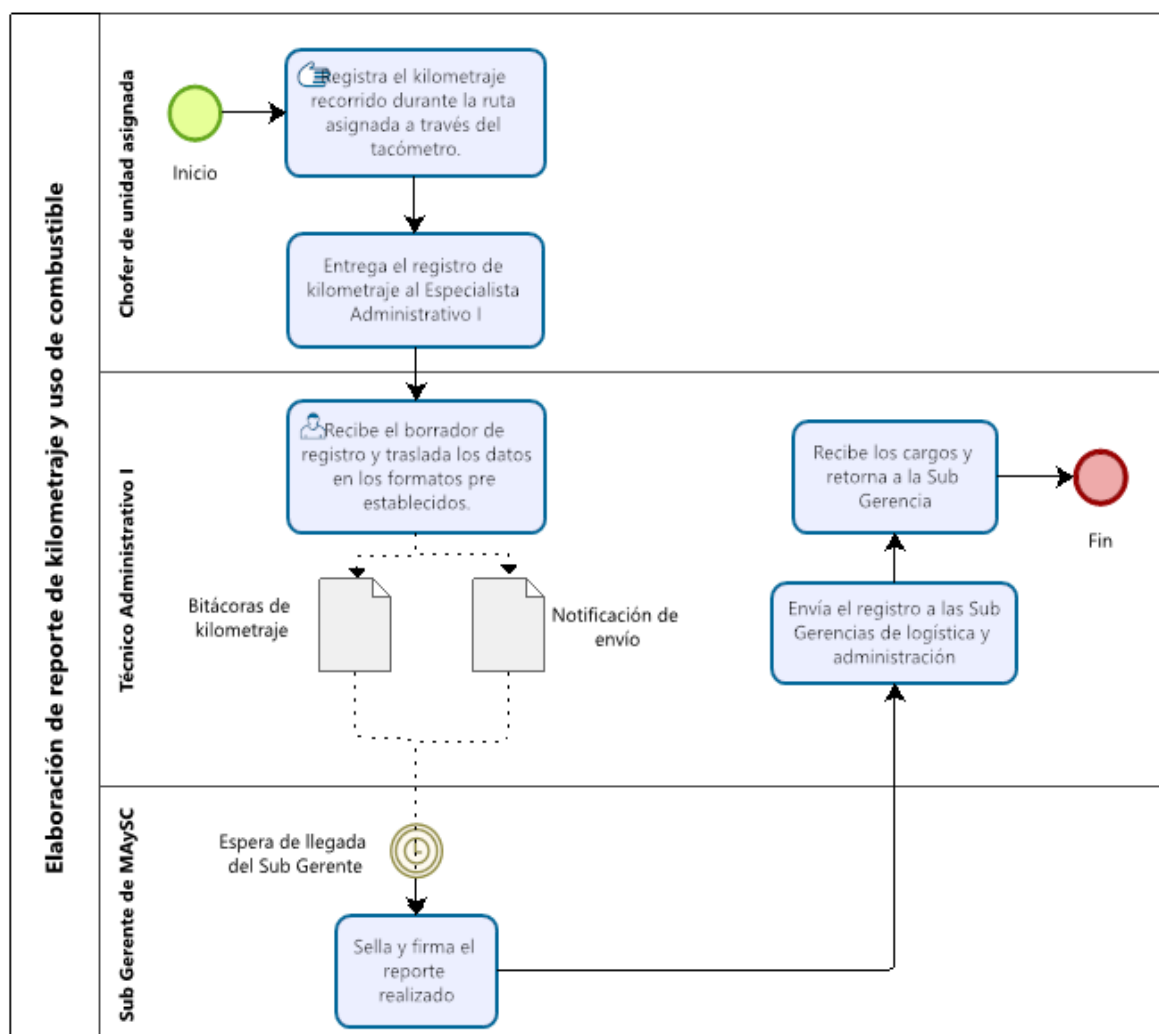 Elaboración de reporte de kilometraje y uso de combustible
Chofer de unidad asignada
Inicio
Registra el kilometraje
recorrido durante la ruta
asignada a través del
tacómetro.
Entrega el registro de
kilometraje al Especialista
Administrativo I
Técnico Administrativo I
Recibe el borrador de
registro y traslada los datos
en los formatos pre
establecidos.
Bitácoras de
kilometraje
Notificación de
envío
Recibe los cargos y
retorna a la Sub
Gerencia
Fin
Envía el registro a las Sub
Gerencias de logística y
administración
Sub Gerente de MAySC
Espera de llegada
del Sub Gerente
Sella y firma el
reporte
realizado